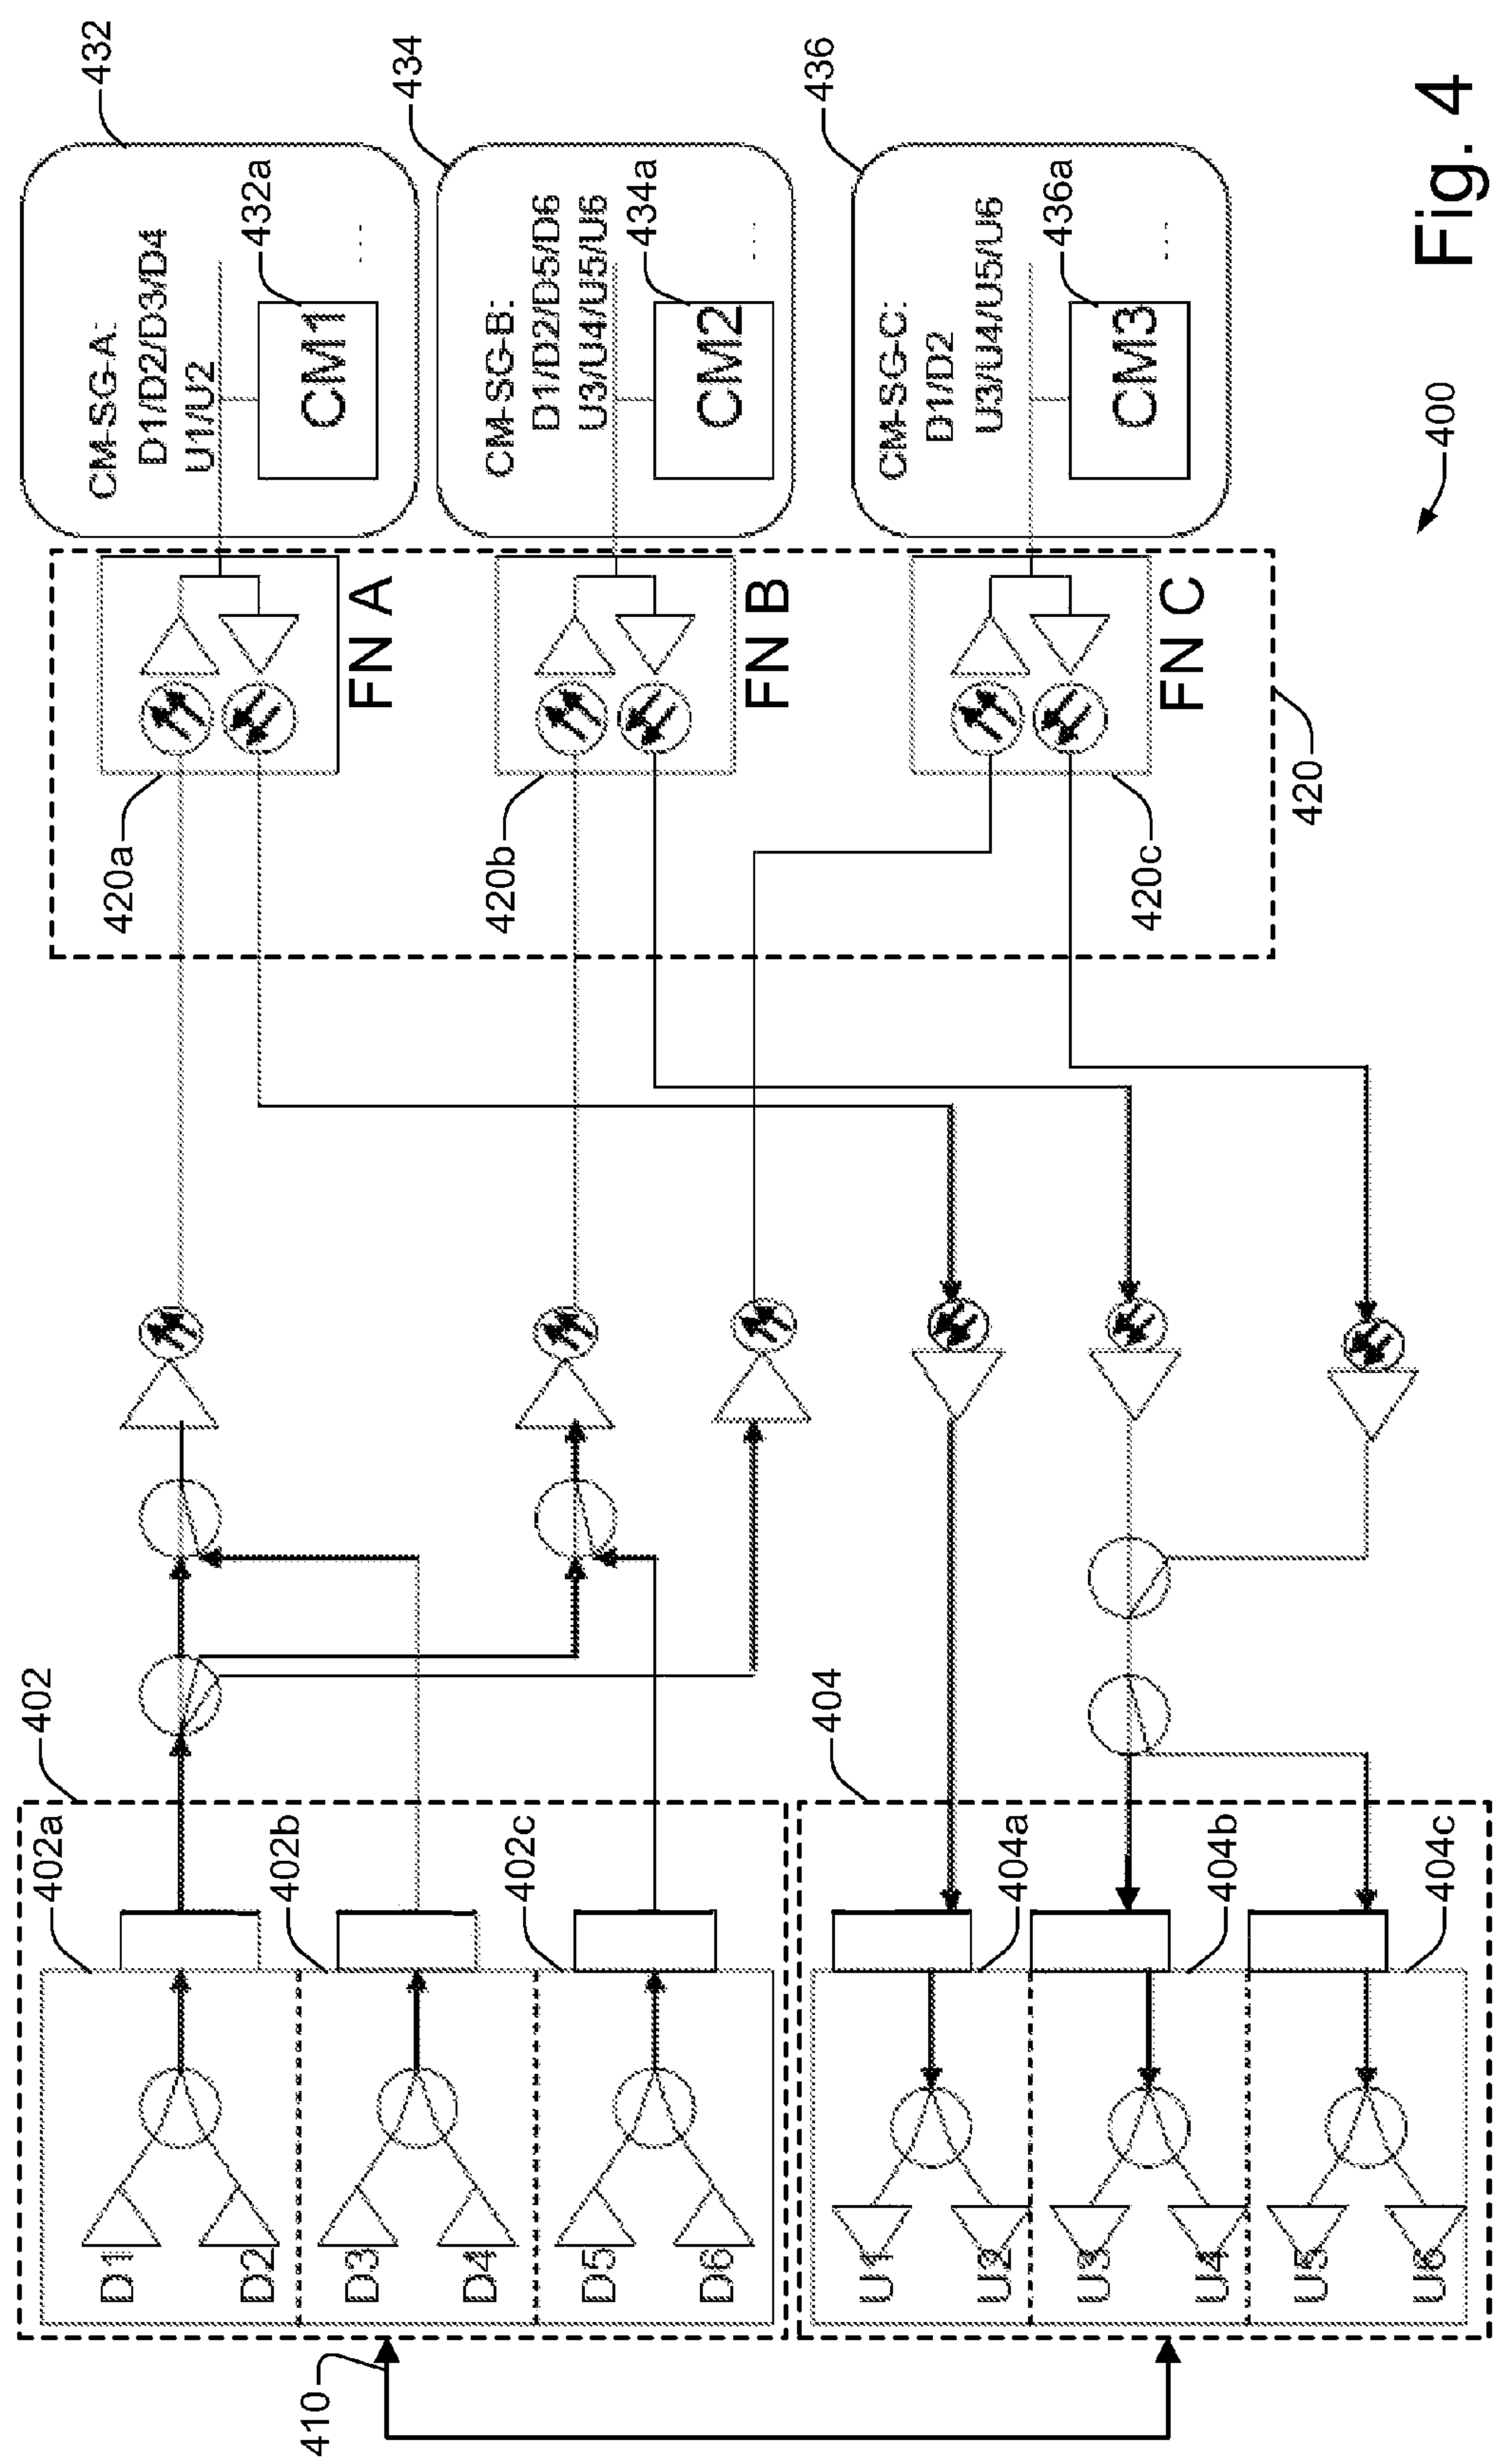 402
402a
D1
D2
402b
D3
D4
402c
D5
D6
410
404
404a
U1
U2
404b
U3
U4
404c
U5
U6
420a
FN A
420b
FN B
420c
FN C
420
432
CM-SG-A:
D1/D2/D3/D4
U1/U2
432a
CM1
...
434
CM-SG-B:
D1/D2/D5/D6
U3/U4/U5/U6
434a
CM2
...
436
CM-SG-C:
D1/D2
U3/U4/U5/U6
436a
CM3
...
400
Fig. 4